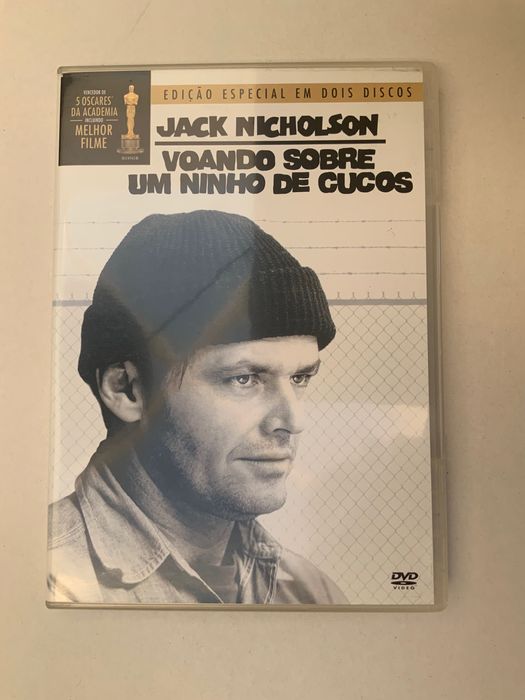 VENCEDOR DE
5 OSCARES®
DA ACADEMIA
INCLUINDO
MELHOR
FILME
EDIÇÃO ESPECIAL EM DOIS DISCOS
JACK NICHOLSON
VOANDO SOBRE
UM NINHO DE CUCOS
DVD
VIDEO